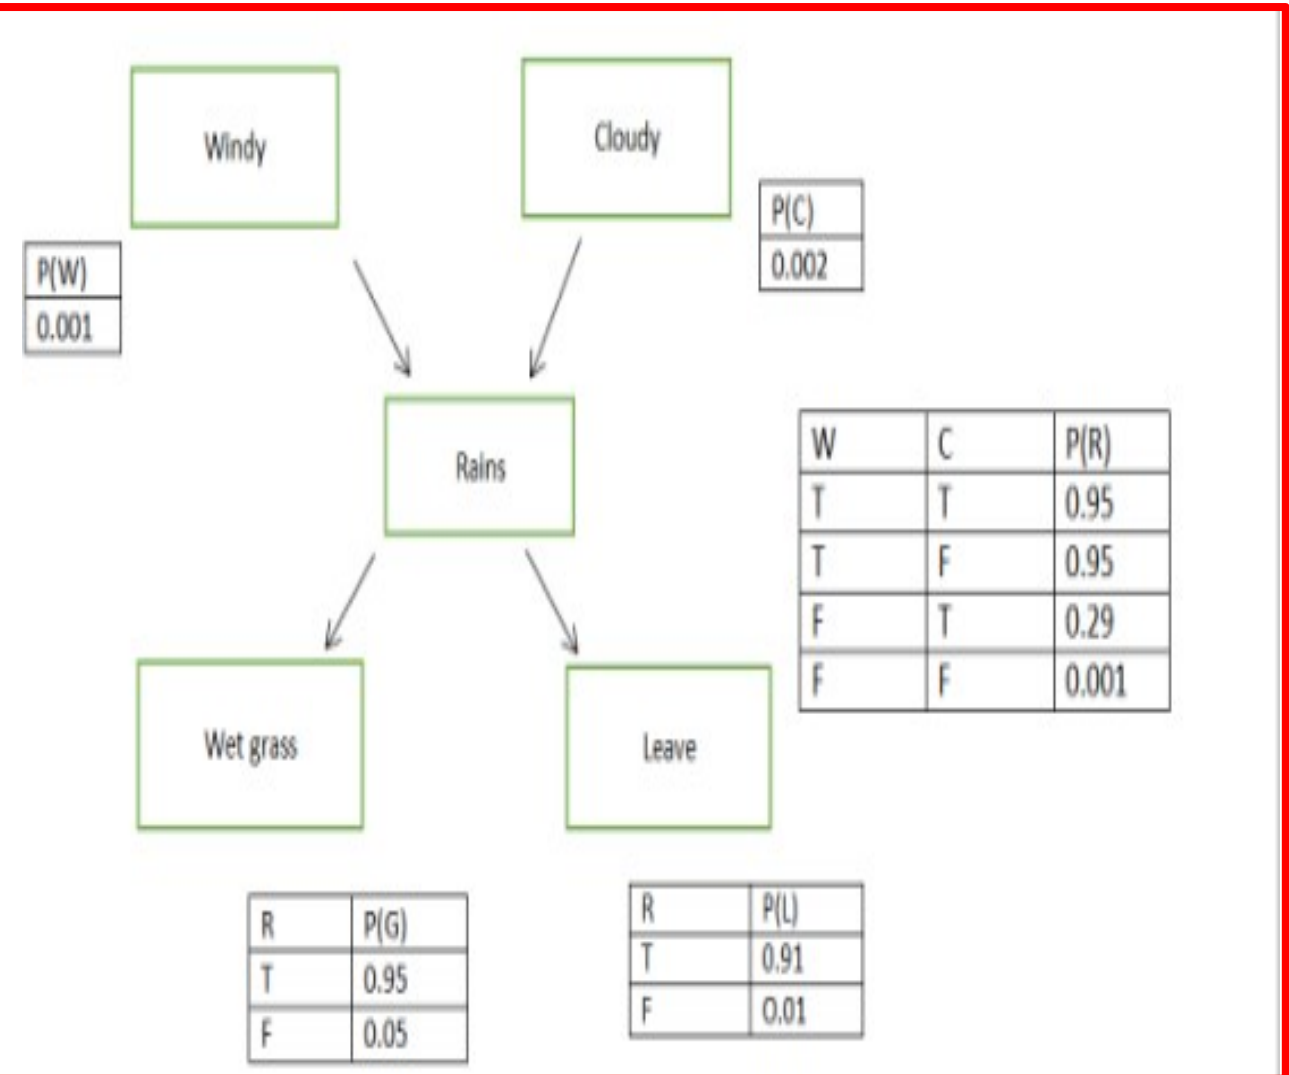 Windy
Cloudy
P(C)
0.002
P(W)
0.001
Rains
W C P(R)
T T 0.95
T F 0.95
F T 0.29
F F 0.001
Wet grass
Leave
R P(G)
T 0.95
F 0.05
R P(L)
T 0.91
F O.01